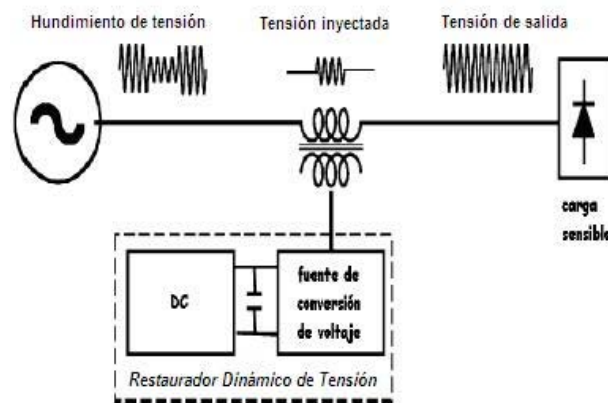 Hundimiento de tensión
Tensión inyectada
Tensión de salida
carga
sensible
DC
fuente de
conversión
de voltaje
Restaurador Dinámico de Tensión